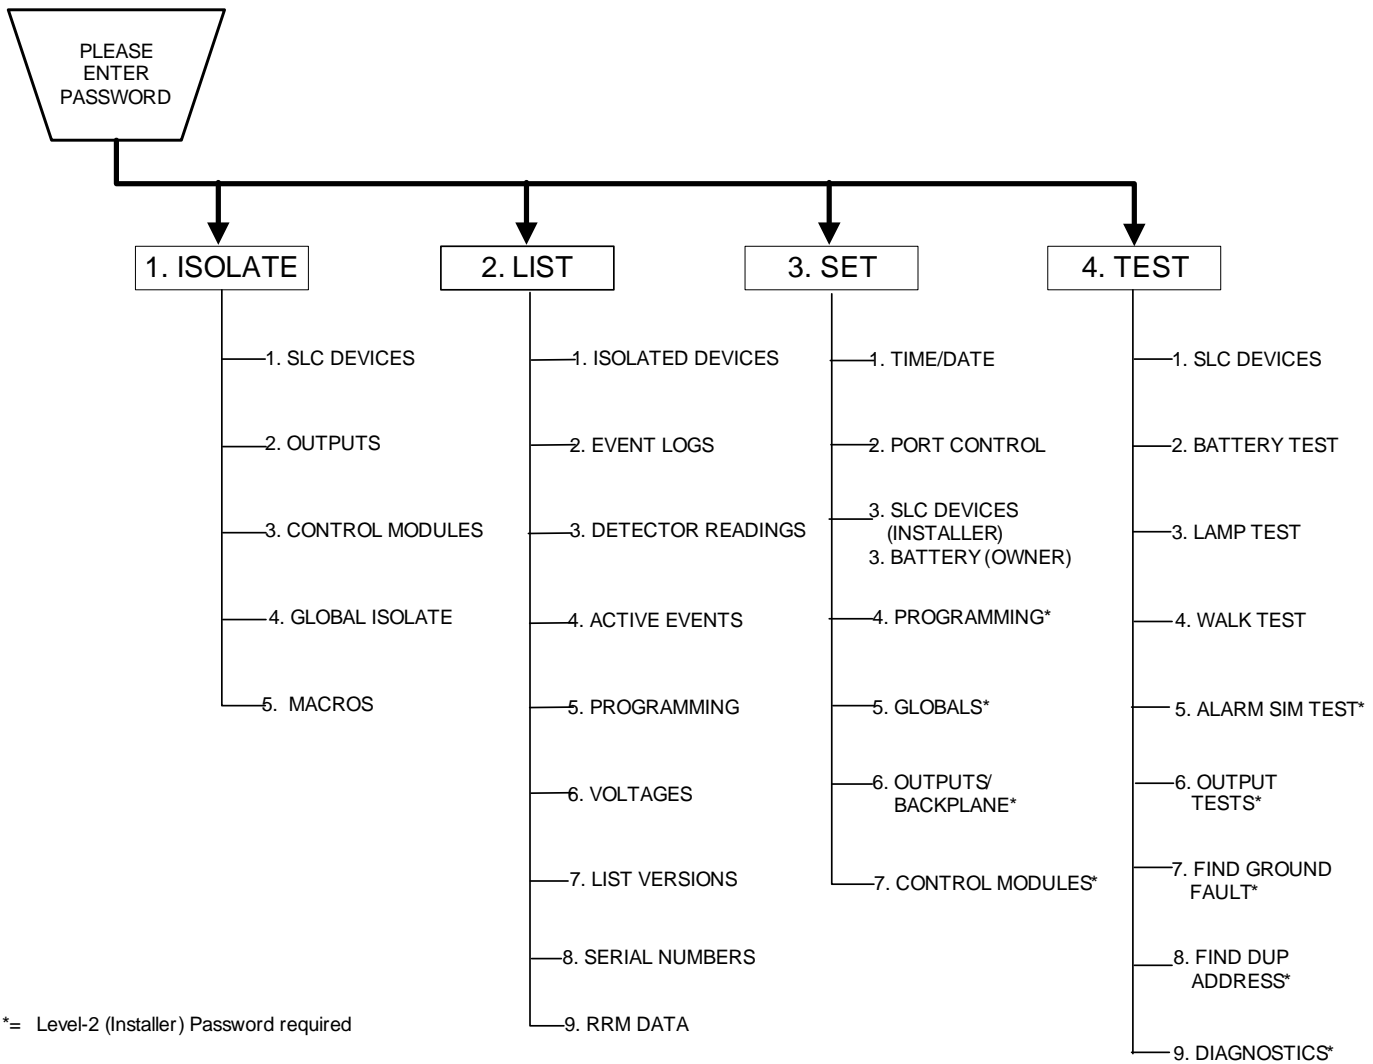 PLEASE
ENTER
PASSWORD
1. ISOLATE
1. SLC DEVICES
2. OUTPUTS
3. CONTROL MODULES
4. GLOBAL ISOLATE
5. MACROS
2. LIST
1. ISOLATED DEVICES
2. EVENT LOGS
3. DETECTOR READINGS
4. ACTIVE EVENTS
5. PROGRAMMING
6. VOLTAGES
7. LIST VERSIONS
8. SERIAL NUMBERS
9. RRM DATA
3. SET
1. TIME/DATE
2. PORT CONTROL
3. SLC DEVICES
(INSTALLER)
3. BATTERY (OWNER)
4. PROGRAMMING*
5. GLOBALS*
6. OUTPUTS/
BACKPLANE*
7. CONTROL MODULES*
4. TEST
1. SLC DEVICES
2. BATTERY TEST
3. LAMP TEST
4. WALK TEST
5. ALARM SIM TEST*
6. OUTPUT
TESTS*
7. FIND GROUND
FAULT*
8. FIND DUP
ADDRESS*
9. DIAGNOSTICS*
*= Level-2 (Installer) Password required